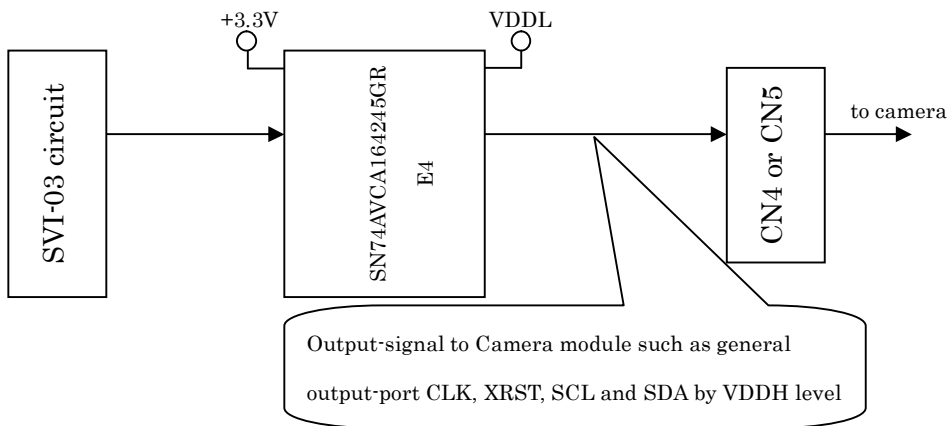 +3.3V
VDDL
SVI-03 circuit
SN74AVCA164245GR
E4
CN4 or CN5
to camera
Output-signal to Camera module such as general
output-port CLK, XRST, SCL and SDA by VDDH level